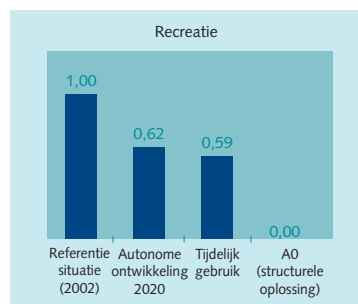 Recreatie
1,00
0,62
0,59
0,00
Referentie situatie (2002)
Autonome ontwikkeling 2020
Tijdelijk gebruik
A0 (structurele oplossing)